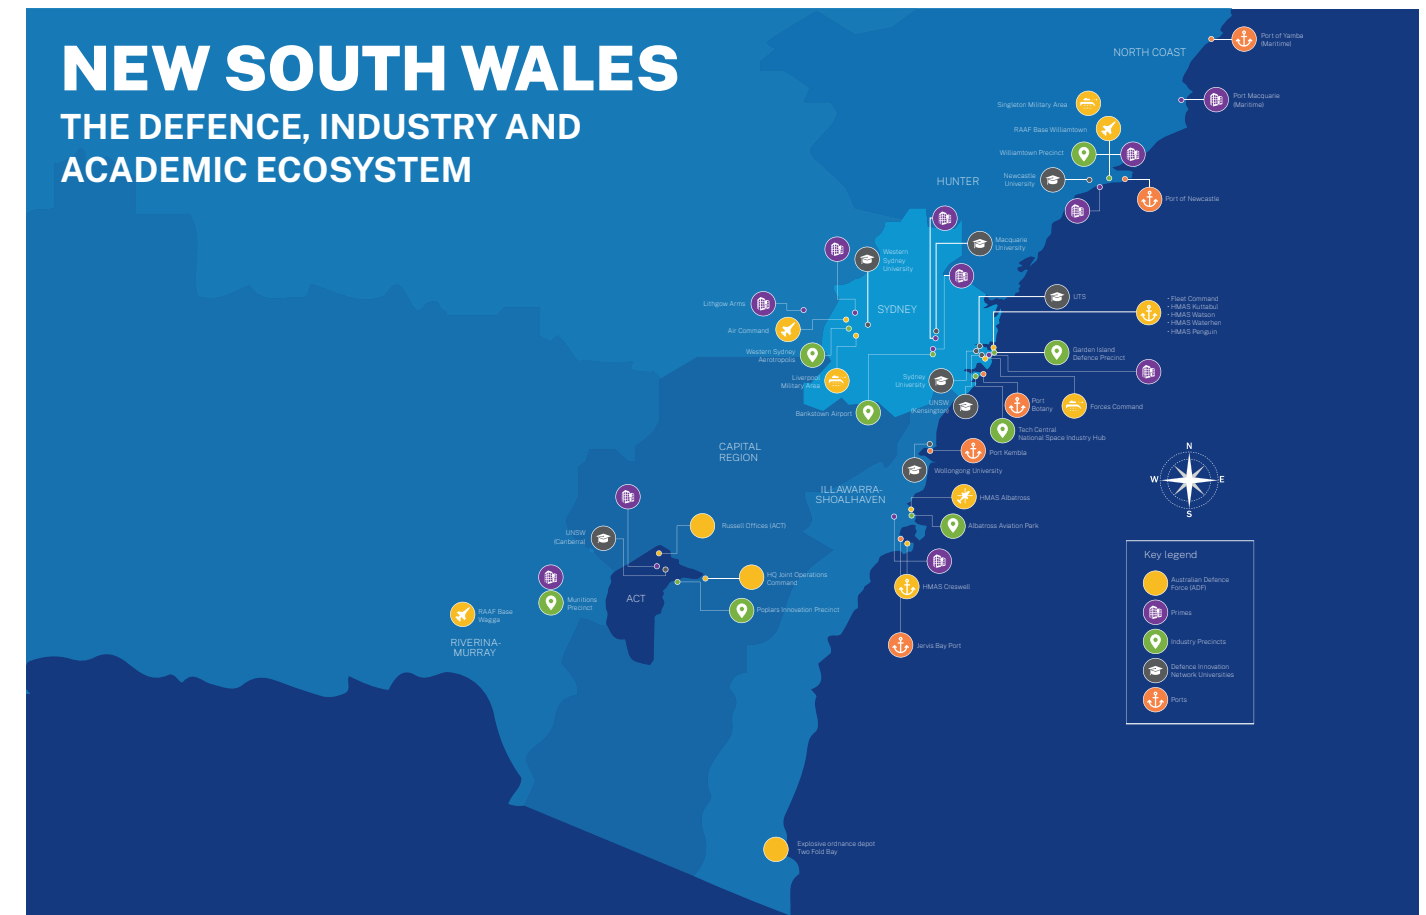 NEW SOUTH WALES
THE DEFENCE, INDUSTRY AND
ACADEMIC ECOSYSTEM
NORTH COAST
Port of Yamba
(Maritime)
Port Macquarie
(Maritime)
Singleton Military Area
RAAF Base Williamtown
Williamtown Precinct
Newcastle
University
Port of Newcastle
HUNTER
Macquarie
University
Western
Sydney
University
SYDNEY
UTS
• Fleet Command
• HMAS Kuttabul
• HMAS Watson
• HMAS Waterhen
• HMAS Penguin
Lithgow Arms
Air Command
Western Sydney
Aerotropolis
Liverpool
Military Area
Bankstown Airport
Garden Island
Defence Precinct
Sydney
University
UNSW
(Kensington)
Port
Botany
Forces Command
Tech Central
National Space Industry Hub
Port Kembla
Wollongong University
CAPITAL
REGION
ILLAWARRA-
SHOALHAVEN
HMAS Albatross
Albatross Aviation Park
HMAS Creswell
Jervis Bay Port
UNSW
(Canberra)
Russell Offices (ACT)
HQ Joint Operations
Command
Poplars Innovation Precinct
ACT
Munitions
Precinct
RAAF Base
Wagga
RIVERINA-
MURRAY
Explosive ordnance depot
Two Fold Bay
N
W
E
S
Key legend
Australian Defence
Force (ADF)
Primes
Industry Precincts
Defence Innovation
Network Universities
Ports